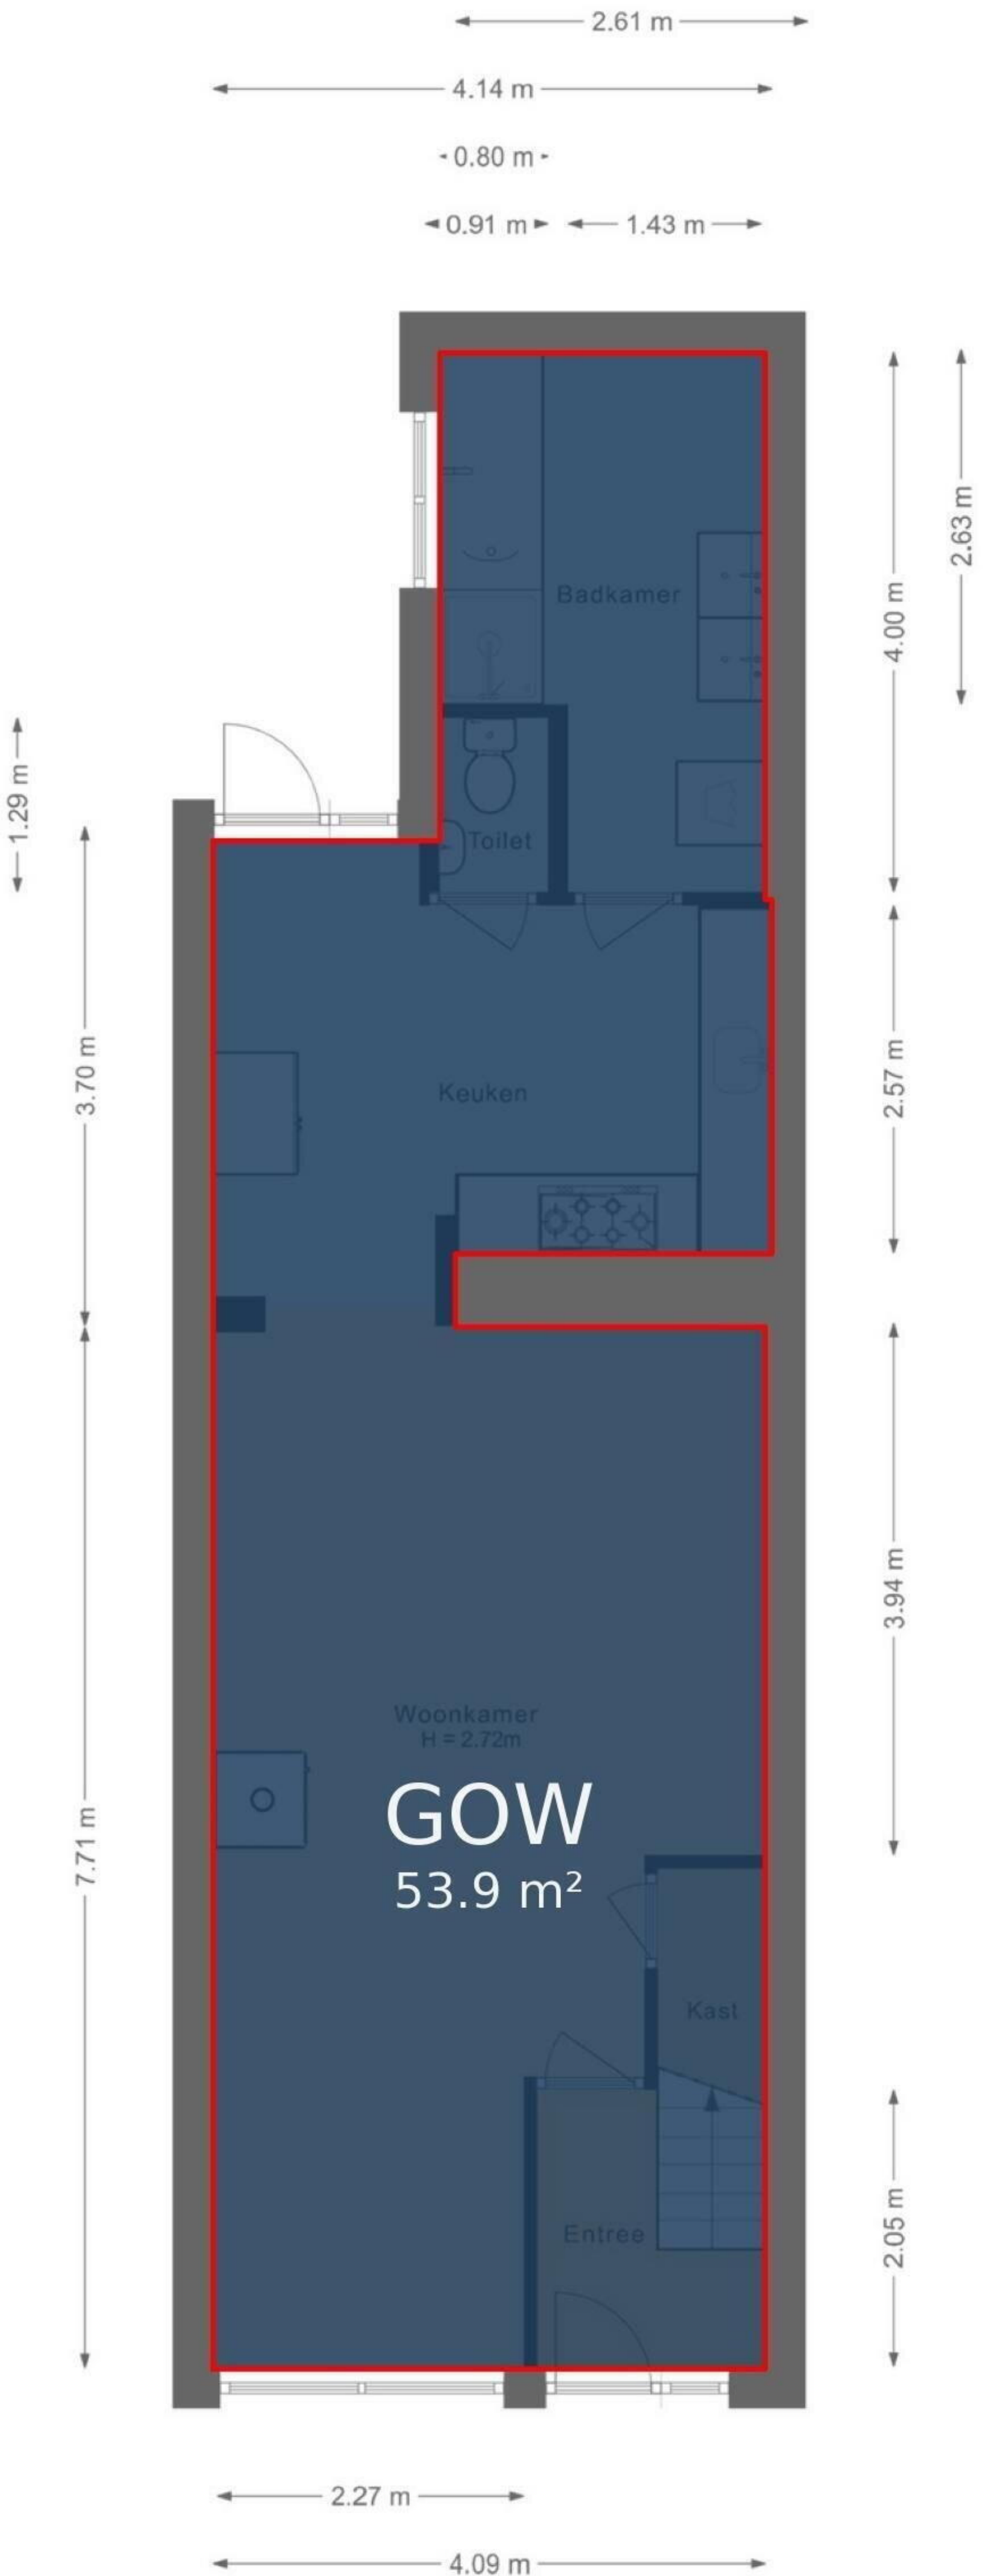 2.61 m
4.14 m
0.80 m
0.91 m
1.43 m
2.63 m
4.00 m
Badkamer
1.29 m
Toilet
3.70 m
2.57 m
Keuken
3.94 m
Woonkamer
H = 2.72m
GOW
53.9 m²
7.71 m
Kast
2.05 m
Entree
2.27 m
4.09 m